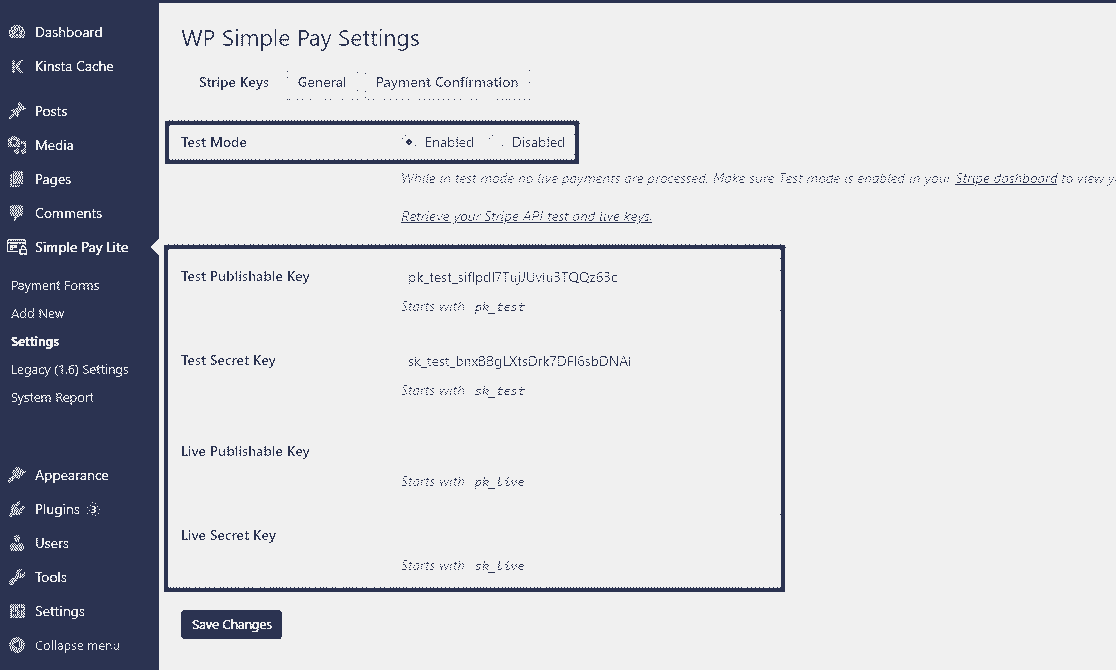 Dashboard
Kinsta Cache
Posts
Media
Pages
Comments
Simple Pay Lite
Payment Forms
Add New
Settings
Legacy (1.6) Settings
System Report
Appearance
Plugins 3
Users
Tools
Settings
Collapse menu
WP Simple Pay Settings
Stripe Keys General Payment Confirmation
Test Mode Enabled Disabled
While in test mode no live payments are processed. Make sure Test mode is enabled in your Stripe dashboard to view
Retrieve your Stripe API test and live keys.
Test Publishable Key
Starts with pk_test
Test Secret Key
Starts with sk_test
Live Publishable Key
Starts with pk_live
Live Secret Key
Starts with sk_live
Save Changes